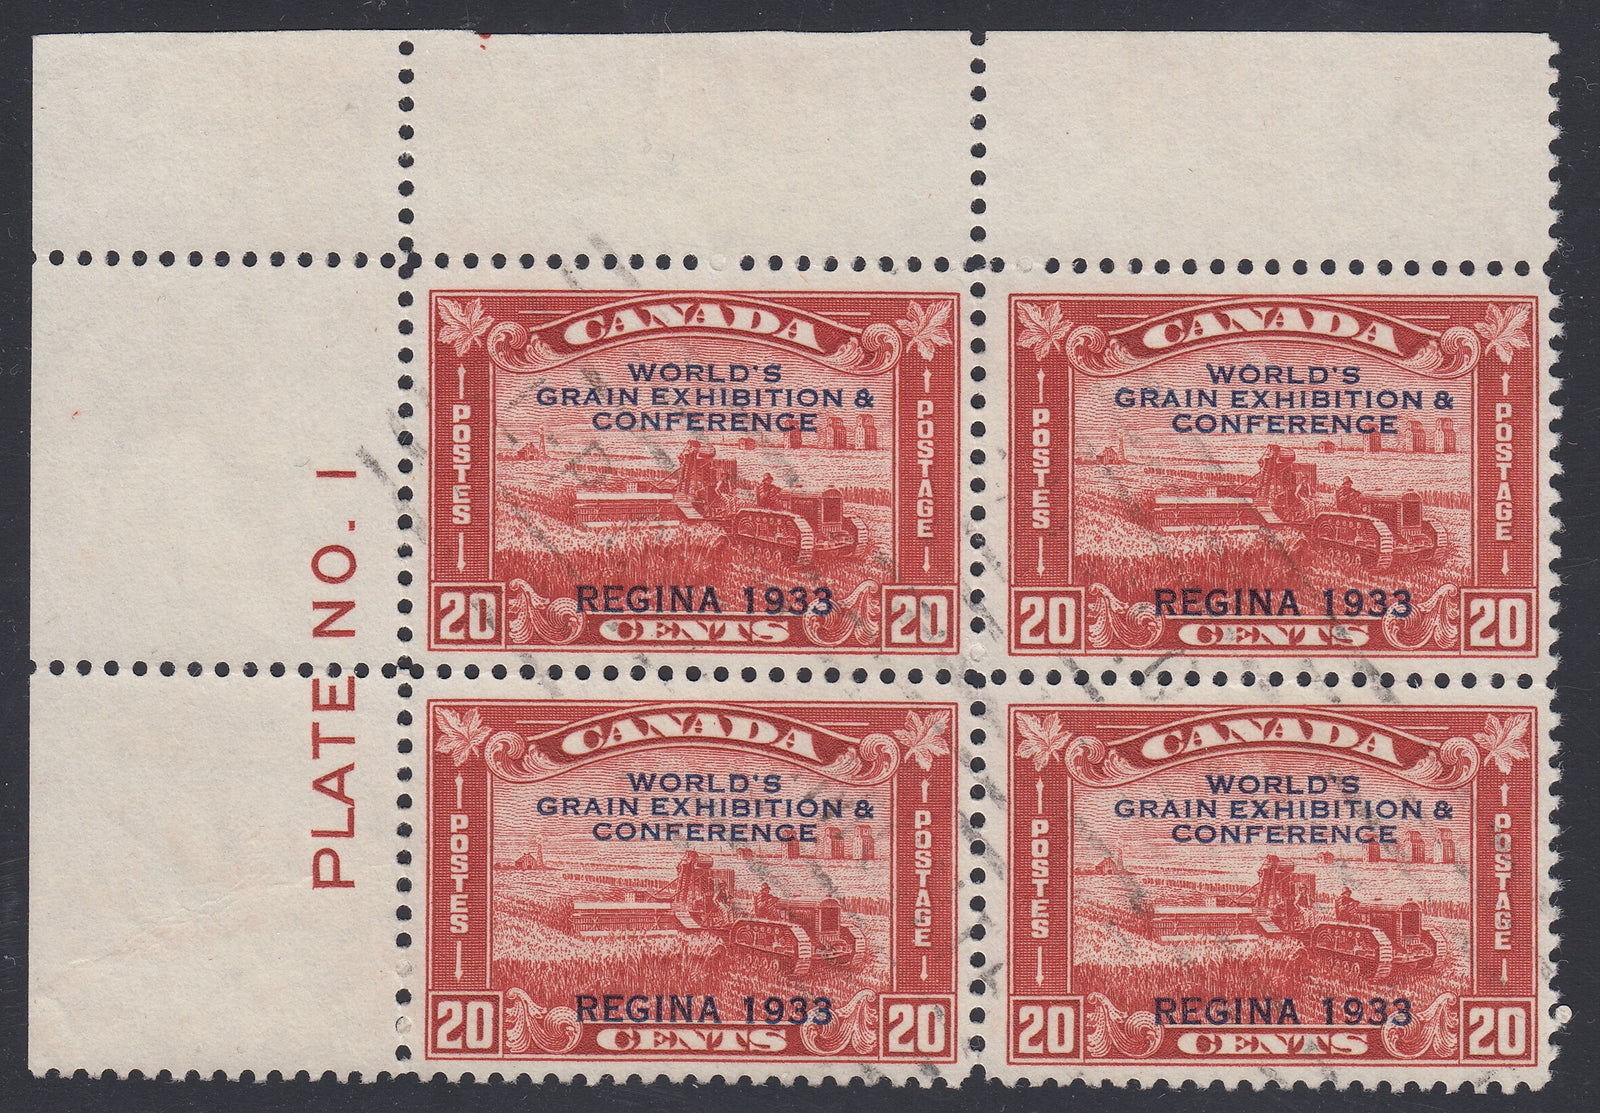 CANADA
WORLD'S
GRAIN EXHIBITION &
CONFERENCE
POSTES
POSTAGE
REGINA 1933
20 CENTS 20
CANADA
WORLD'S
GRAIN EXHIBITION &
CONFERENCE
POSTES
POSTAGE
REGINA 1933
20 CENTS 20
PLATE NO. 1
CANADA
WORLD'S
GRAIN EXHIBITION &
CONFERENCE
POSTES
POSTAGE
REGINA 1933
20 CENTS 20
CANADA
WORLD'S
GRAIN EXHIBITION &
CONFERENCE
POSTES
POSTAGE
REGINA 1933
20 CENTS 20